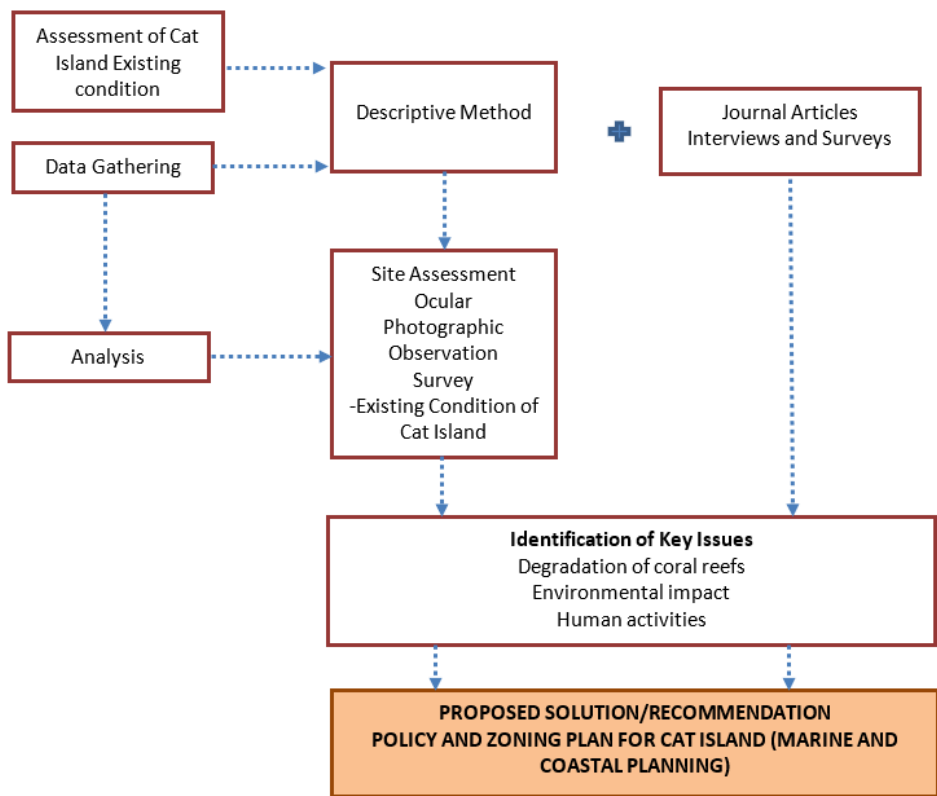 Assessment of Cat
Island Existing
condition
Descriptive Method
Journal Articles
Interviews and Surveys
Data Gathering
Site Assessment
Ocular
Photographic
Observation
Survey
-Existing Condition of
Cat Island
Analysis
Identification of Key Issues
Degradation of coral reefs
Environmental impact
Human activities
PROPOSED SOLUTION/RECOMMENDATION
POLICY AND ZONING PLAN FOR CAT ISLAND (MARINE AND
COASTAL PLANNING)